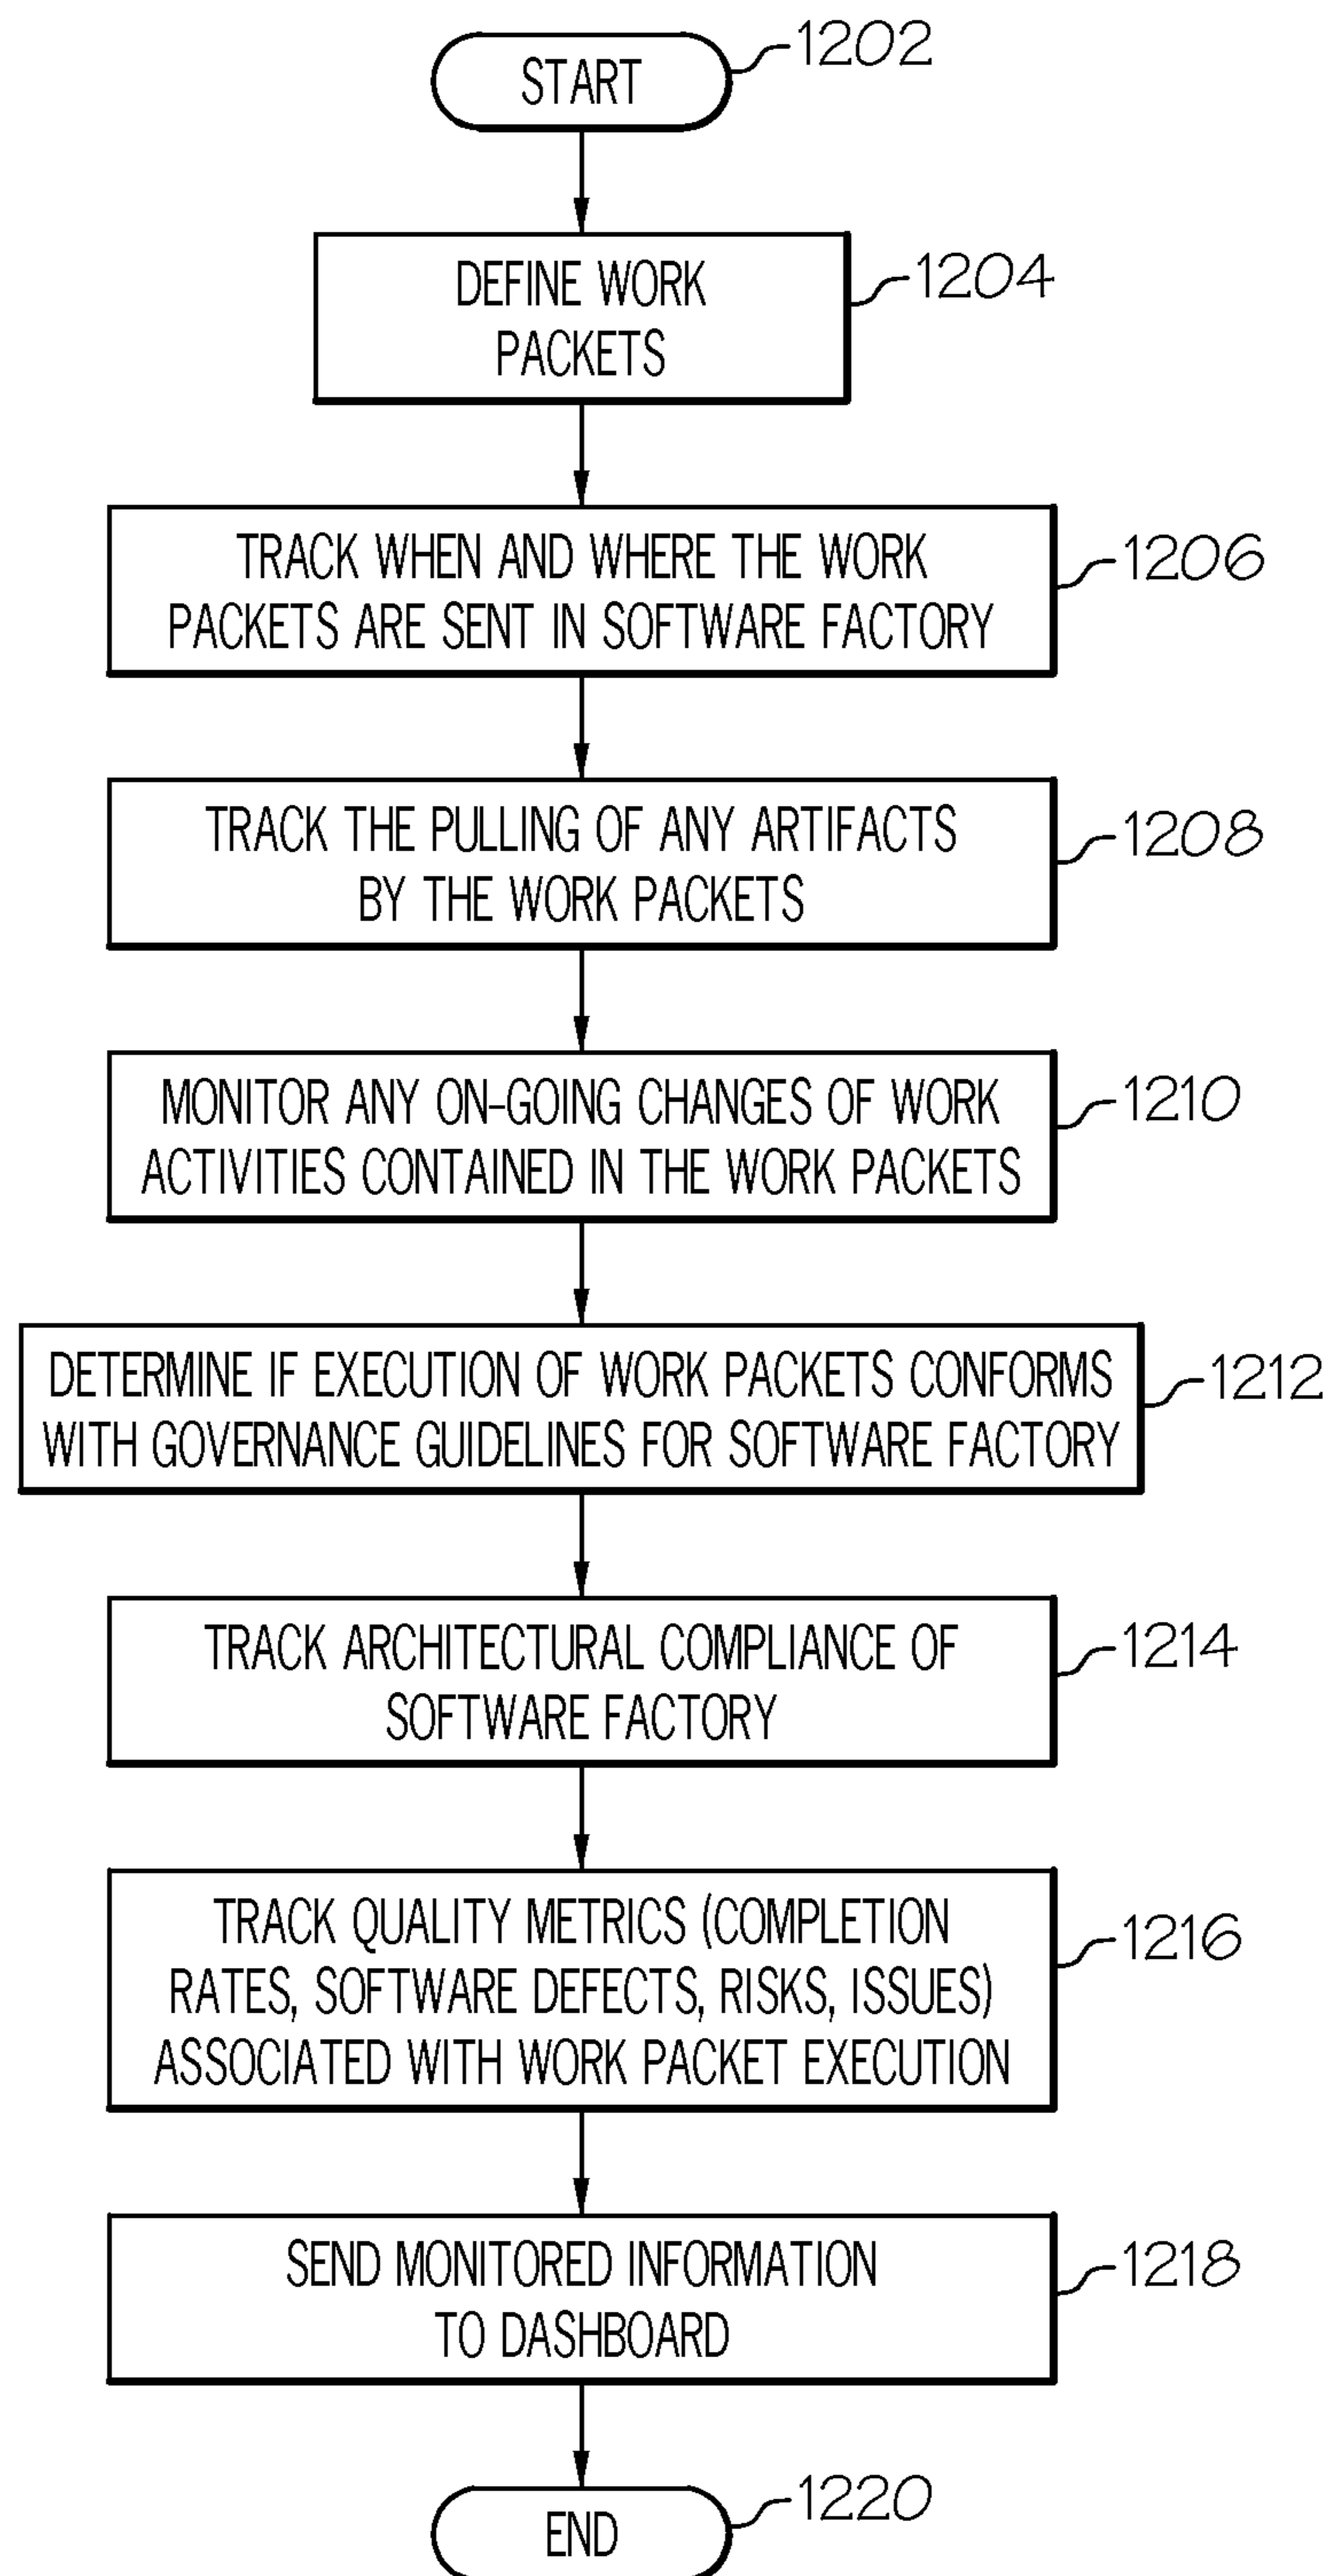 START
1202
DEFINE WORK
PACKETS
1204
TRACK WHEN AND WHERE THE WORK
PACKETS ARE SENT IN SOFTWARE FACTORY
1206
TRACK THE PULLING OF ANY ARTIFACTS
BY THE WORK PACKETS
1208
MONITOR ANY ON-GOING CHANGES OF WORK
ACTIVITIES CONTAINED IN THE WORK PACKETS
1210
DETERMINE IF EXECUTION OF WORK PACKETS CONFORMS
WITH GOVERNANCE GUIDELINES FOR SOFTWARE FACTORY
1212
TRACK ARCHITECTURAL COMPLIANCE OF
SOFTWARE FACTORY
1214
TRACK QUALITY METRICS (COMPLETION
RATES, SOFTWARE DEFECTS, RISKS, ISSUES)
ASSOCIATED WITH WORK PACKET EXECUTION
1216
SEND MONITORED INFORMATION
TO DASHBOARD
1218
END
1220